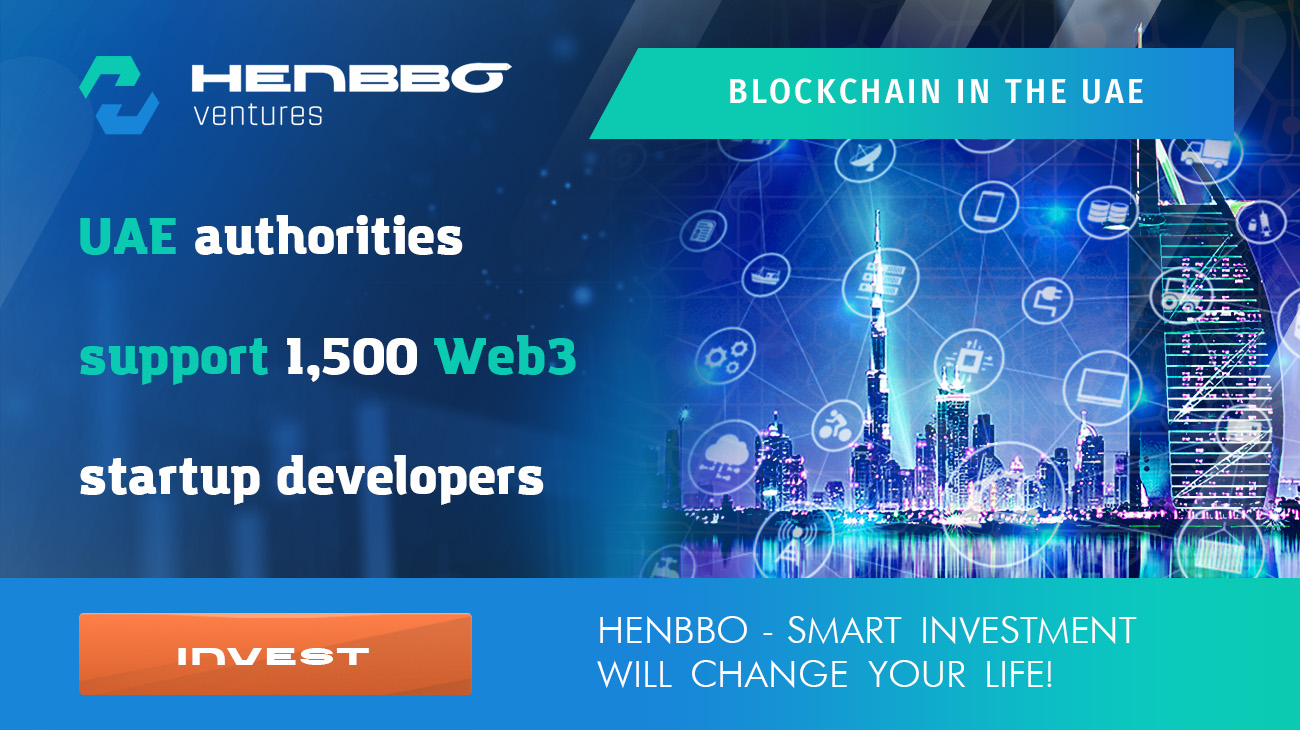 HENBBO
ventures
BLOCKCHAIN IN THE UAE
UAE authorities
support 1,500 Web3
startup developers
INVEST
HENBBO - SMART INVESTMENT
WILL CHANGE YOUR LIFE!